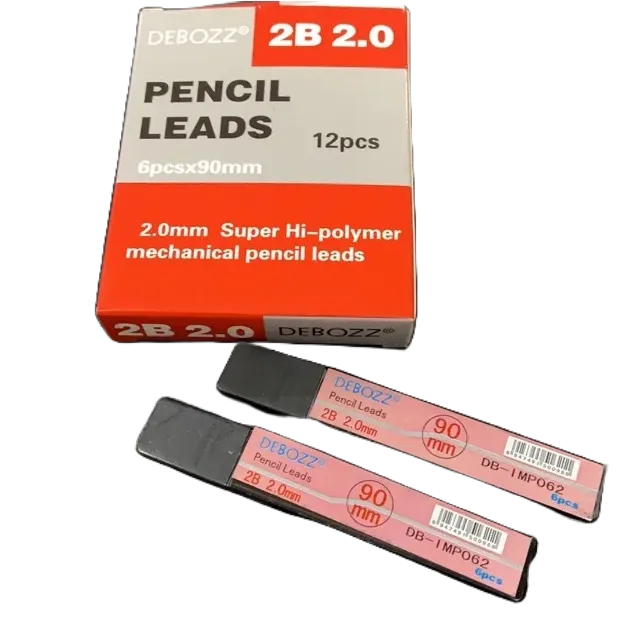 DEBOZZ® 2B 2.0
PENCIL
LEADS
12pcs
6pcsx90mm
2.0mm Super Hi-polymer
mechanical pencil leads
2B 2.0 DEBOZZ®
DEBOZZ®
Pencil Leads
2B 2.0mm
90
mm
DB-IMP062
6pcs
DEBOZZ®
Pencil Leads
2B 2.0mm
90
mm
DB-IMP062
6pcs